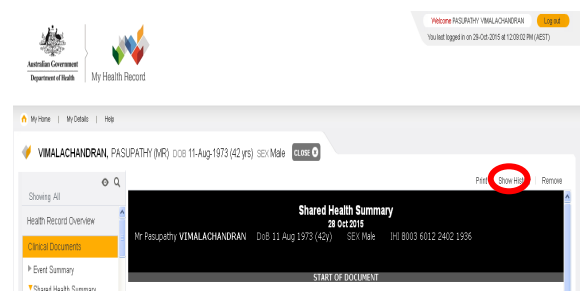 Welcome PASUPATHY VIMALACHANDRAN Log out
You last logged in on 29-Oct-2015 at 12:09:02 PM (AEST)
Australian Government
Department of Health
My Health Record
My Home | My Details | Help
VIMALACHANDRAN, PASUPATHY (MR) DOB 11-Aug-1973 (42 yrs) SEX Male CLOSE
Print Show Hist | Remove
Showing All
Health Record Overview
Clinical Documents
Event Summary
Shared Health Summary
Shared Health Summary
28 Oct 2015
Mr Pasupathy VIMALACHANDRAN DoB 11 Aug 1973 (42y) SEX Male IHI 8003 6012 2402 1936
START OF DOCUMENT